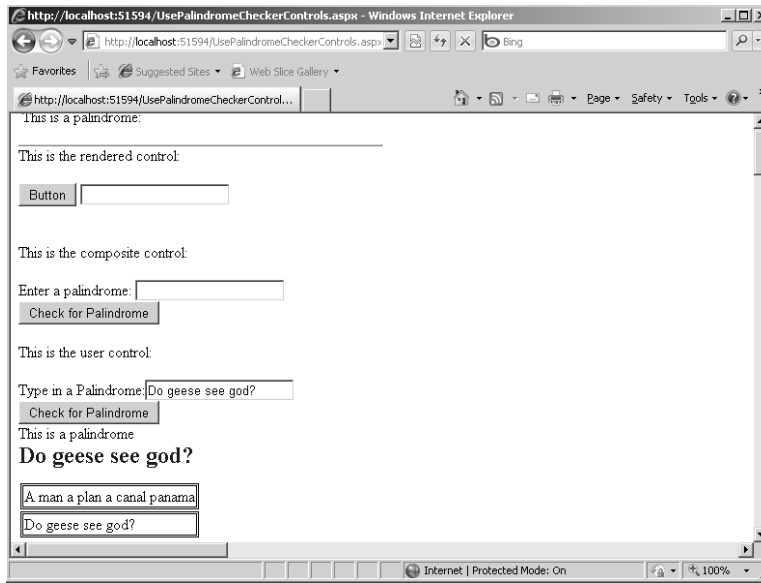 http://localhost:51594/UsePalindromeCheckerControls.aspx - Windows Internet Explorer
http://localhost:51594/UsePalindromeCheckerControls.aspx Bing
Favorites Suggested Sites Web Slice Gallery
http://localhost:51594/UsePalindromeCheckerControl... Page Safety Tools
This is a palindrome:
This is the rendered control:
Button
This is the composite control:
Enter a palindrome:
Check for Palindrome
This is the user control:
Type in a Palindrome: Do geese see god?
Check for Palindrome
This is a palindrome
Do geese see god?
A man a plan a canal panama
Do geese see god?
Internet | Protected Mode: On 100%